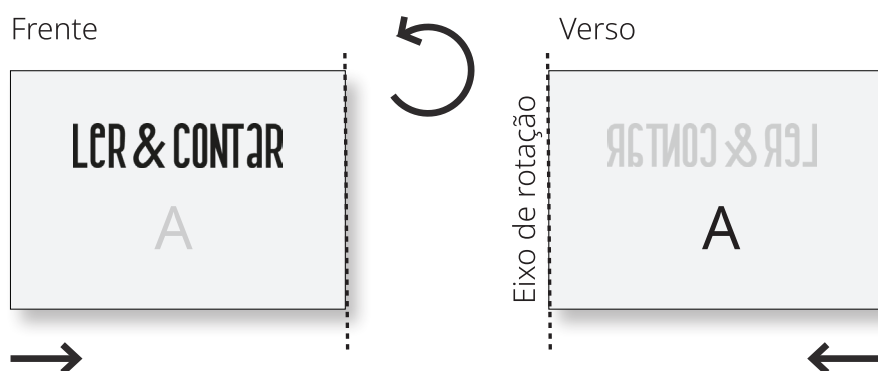 Frente
LeR & CONTaR
A
Verso
Eixo de rotação
LeR & CONTaR
A